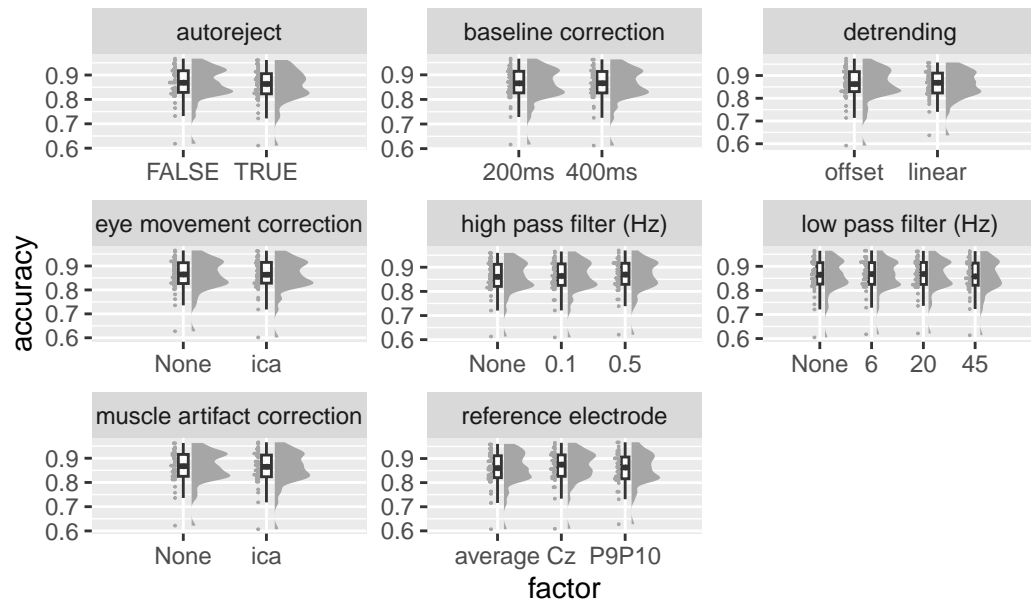 autoreject
baseline correction
detrending
0.9
0.8
0.7
0.6
FALSE TRUE
0.9
0.8
0.7
0.6
200ms 400ms
0.9
0.8
0.7
0.6
offset linear
eye movement correction
high pass filter (Hz)
low pass filter (Hz)
accuracy
0.9
0.8
0.7
0.6
None ica
0.9
0.8
0.7
0.6
None 0.1 0.5
0.9
0.8
0.7
0.6
None 6 20 45
muscle artifact correction
reference electrode
0.9
0.8
0.7
0.6
None ica
0.9
0.8
0.7
0.6
average Cz P9P10
factor